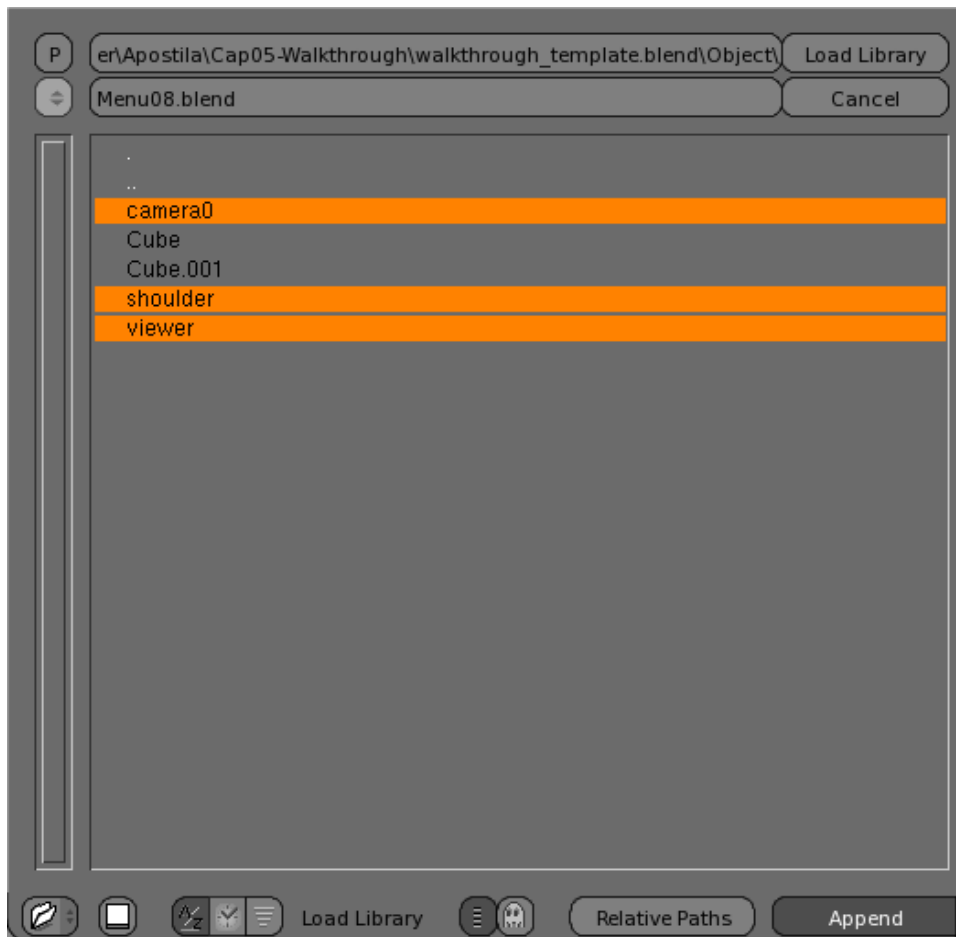 P er\Apostila\Cap05-Walkthrough\walkthrough_template.blend\Object\ Load Library
Menu08.blend Cancel
.
..
camera0
Cube
Cube.001
shoulder
viewer
A/Z Load Library Relative Paths Append